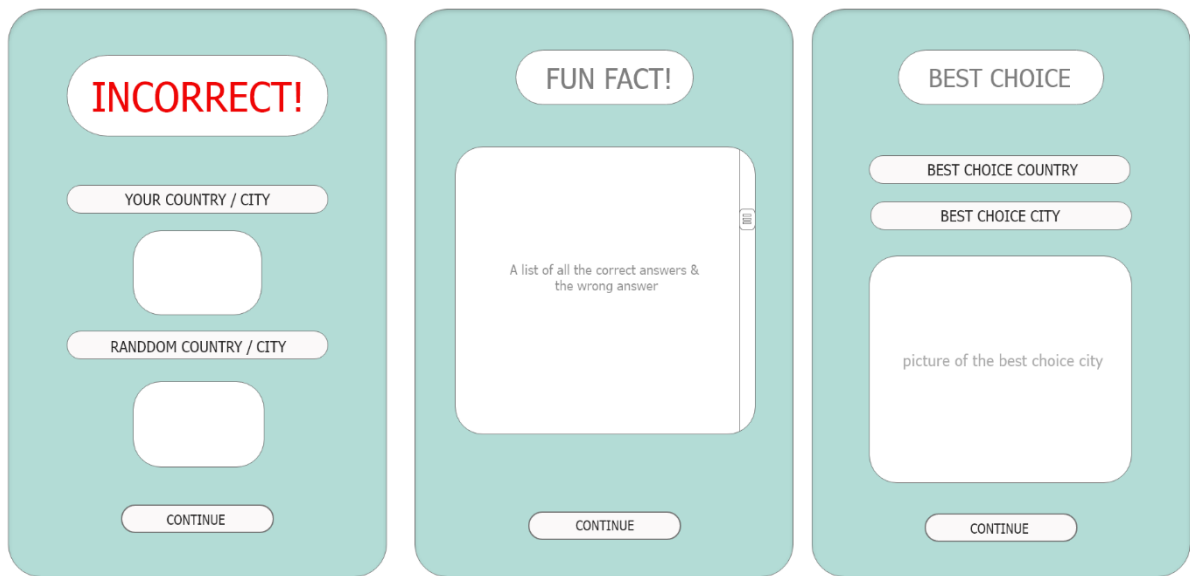 INCORRECT!
YOUR COUNTRY / CITY
RANDDOM COUNTRY / CITY
CONTINUE
FUN FACT!
A list of all the correct answers &
the wrong answer
CONTINUE
BEST CHOICE
BEST CHOICE COUNTRY
BEST CHOICE CITY
picture of the best choice city
CONTINUE